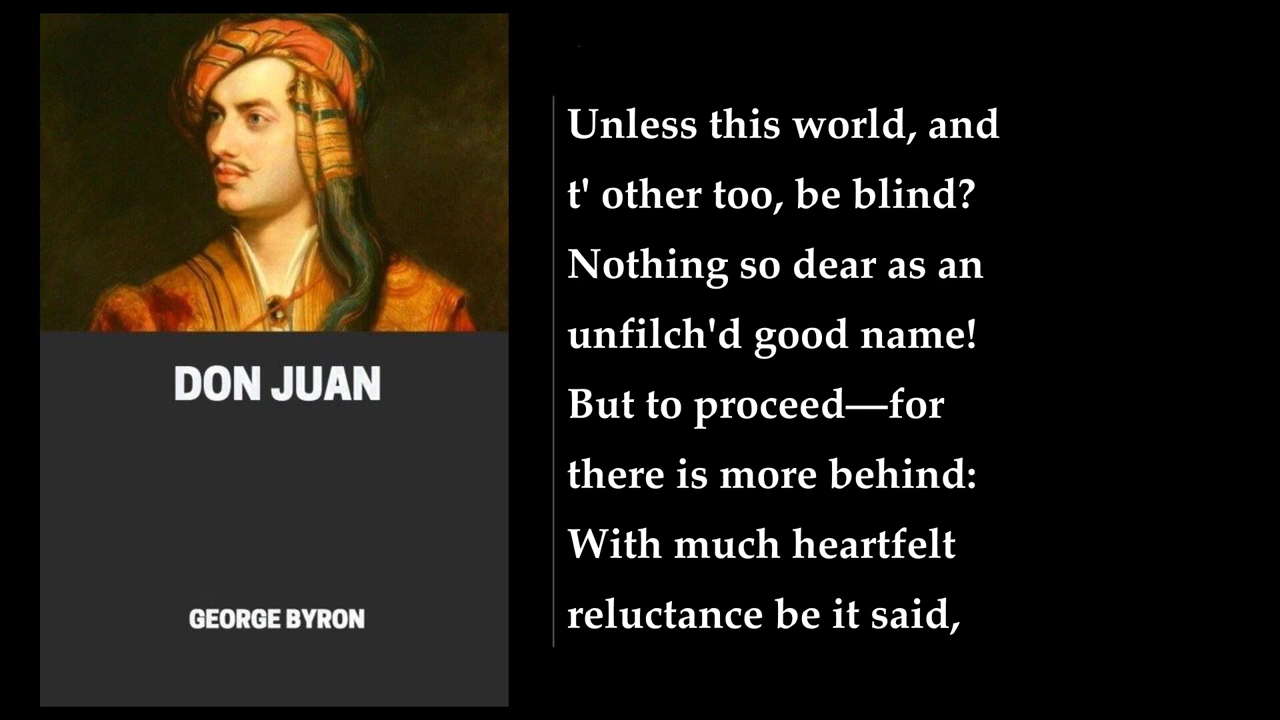 DON JUAN
GEORGE BYRON
Unless this world, and
t' other too, be blind?
Nothing so dear as an
unfilch'd good name!
But to proceed—for
there is more behind:
With much heartfelt
reluctance be it said,